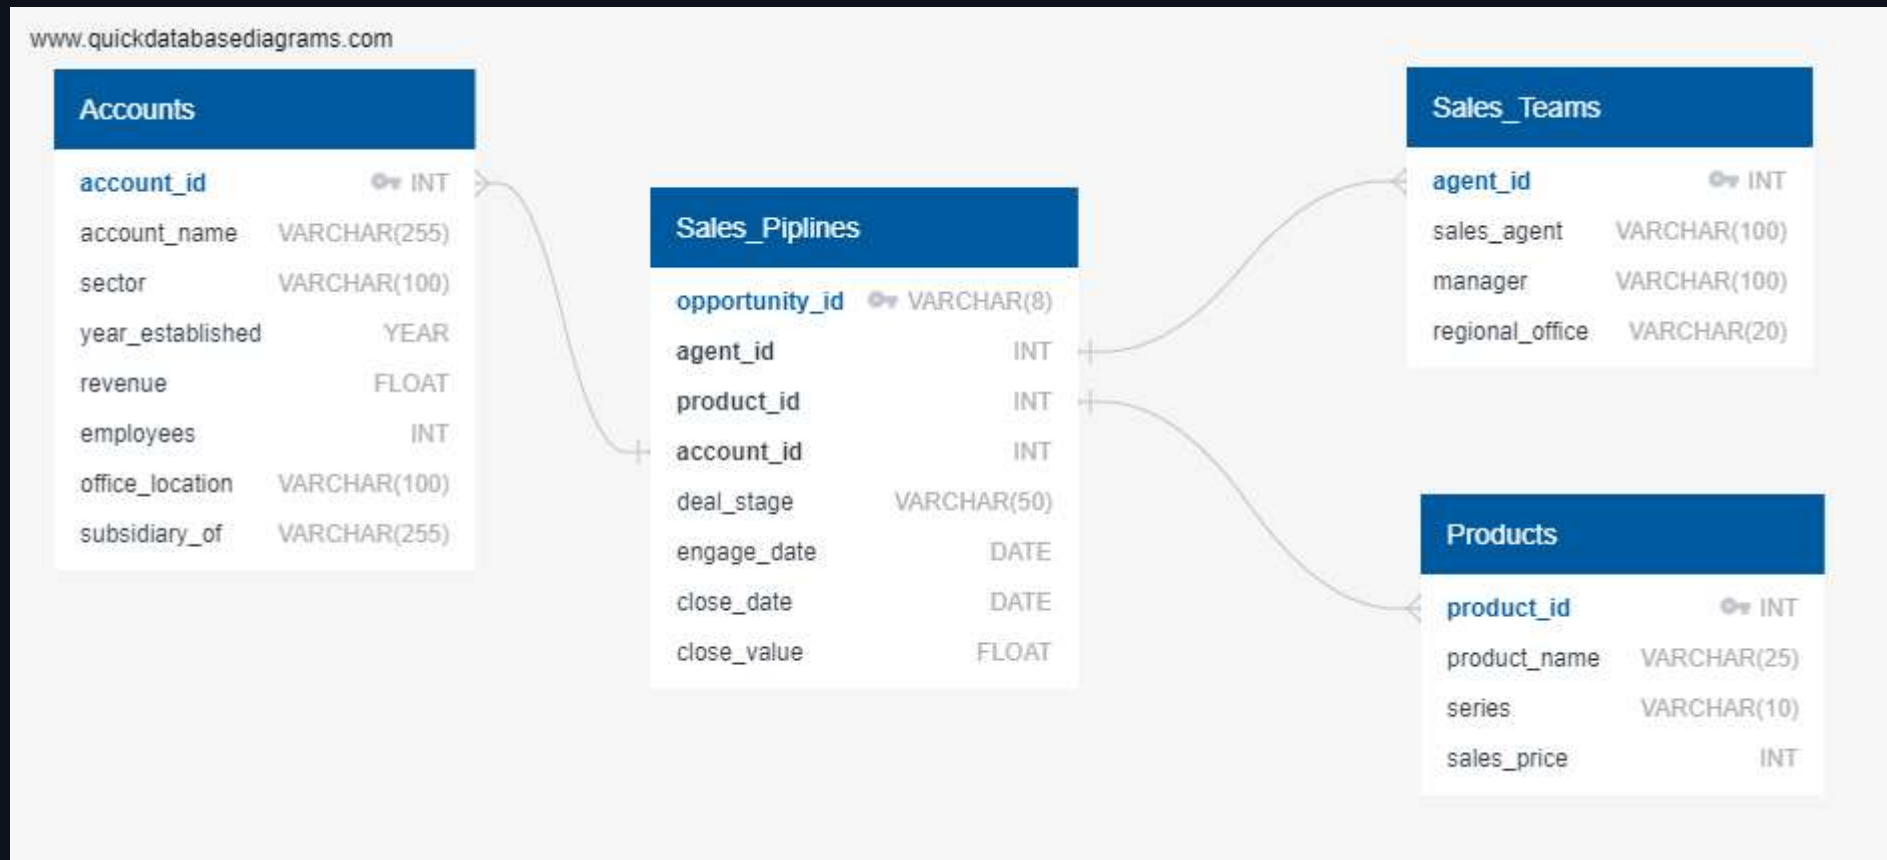 www.quickdatabasediagrams.com
Accounts
account_id INT
account_name VARCHAR(255)
sector VARCHAR(100)
year_established YEAR
revenue FLOAT
employees INT
office_location VARCHAR(100)
subsidiary_of VARCHAR(255)
Sales_Piplines
opportunity_id VARCHAR(8)
agent_id INT
product_id INT
account_id INT
deal_stage VARCHAR(50)
engage_date DATE
close_date DATE
close_value FLOAT
Sales_Teams
agent_id INT
sales_agent VARCHAR(100)
manager VARCHAR(100)
regional_office VARCHAR(20)
Products
product_id INT
product_name VARCHAR(25)
series VARCHAR(10)
sales_price INT